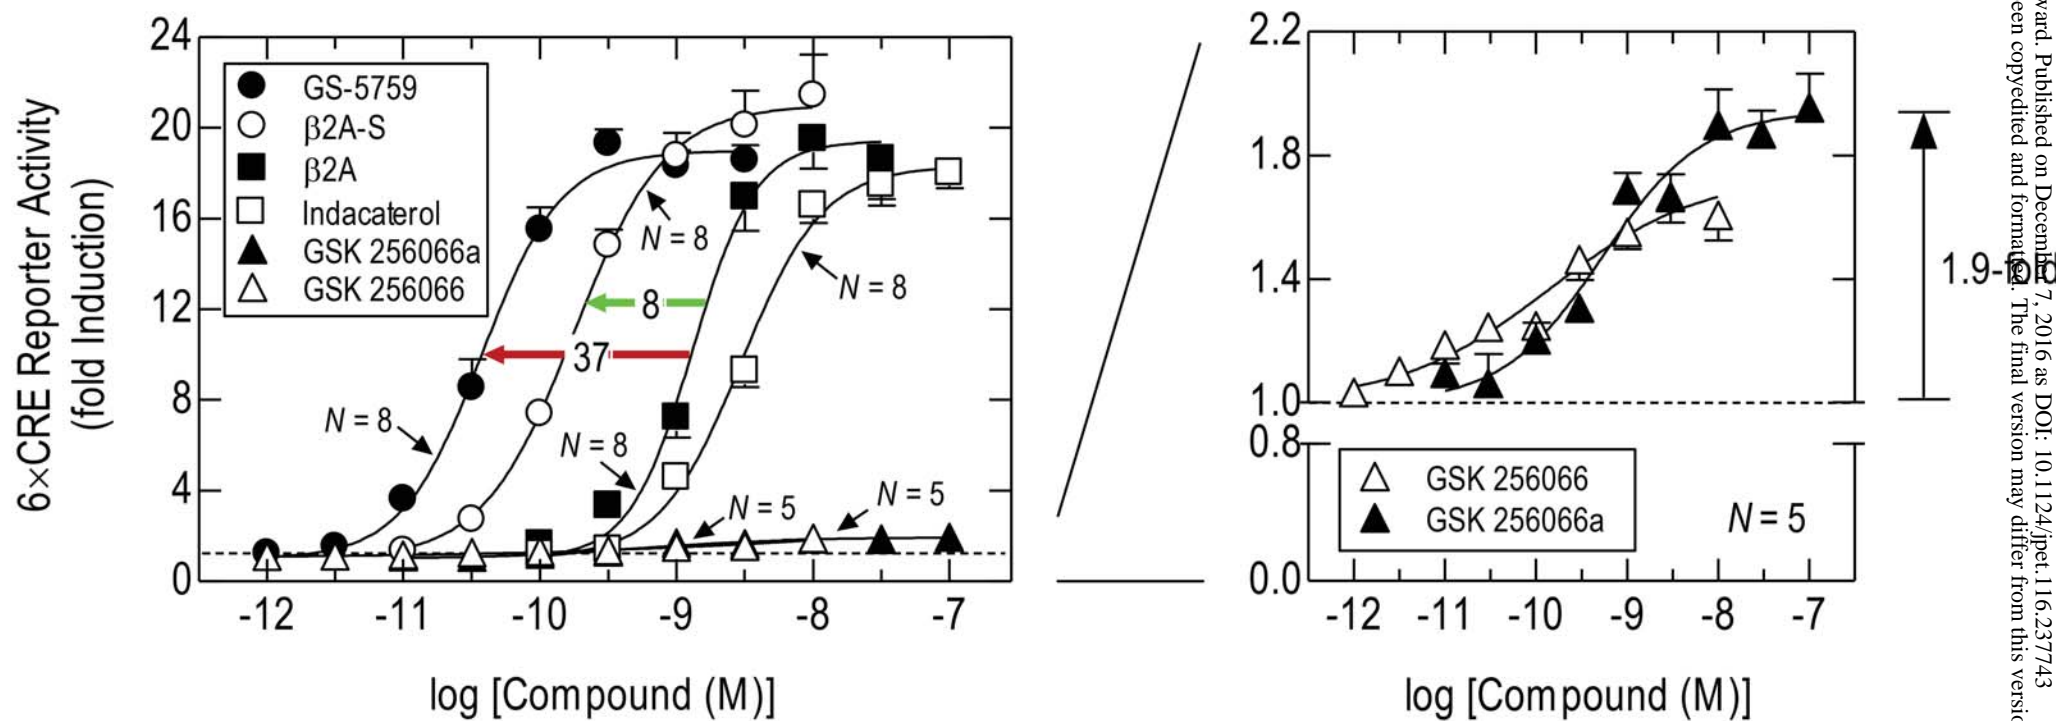 6×CRE Reporter Activity
(fold Induction)
24
20
16
12
8
4
0
GS-5759
β2A-S
β2A
Indacaterol
GSK 256066a
GSK 256066
N = 8
N = 8
8
37
N = 8
N = 8
N = 5
N = 5
-12 -11 -10 -9 -8 -7
log [Compound (M)]
2.2
1.8
1.4
1.0
0.8
0.0
GSK 256066
GSK 256066a
N = 5
-12 -11 -10 -9 -8 -7
log [Compound (M)]
1.9-fold
ward. Published on December 7, 2016 as DOI: 10.1124/jpet.116.237743
een copyedited and formatted. The final version may differ from this versio